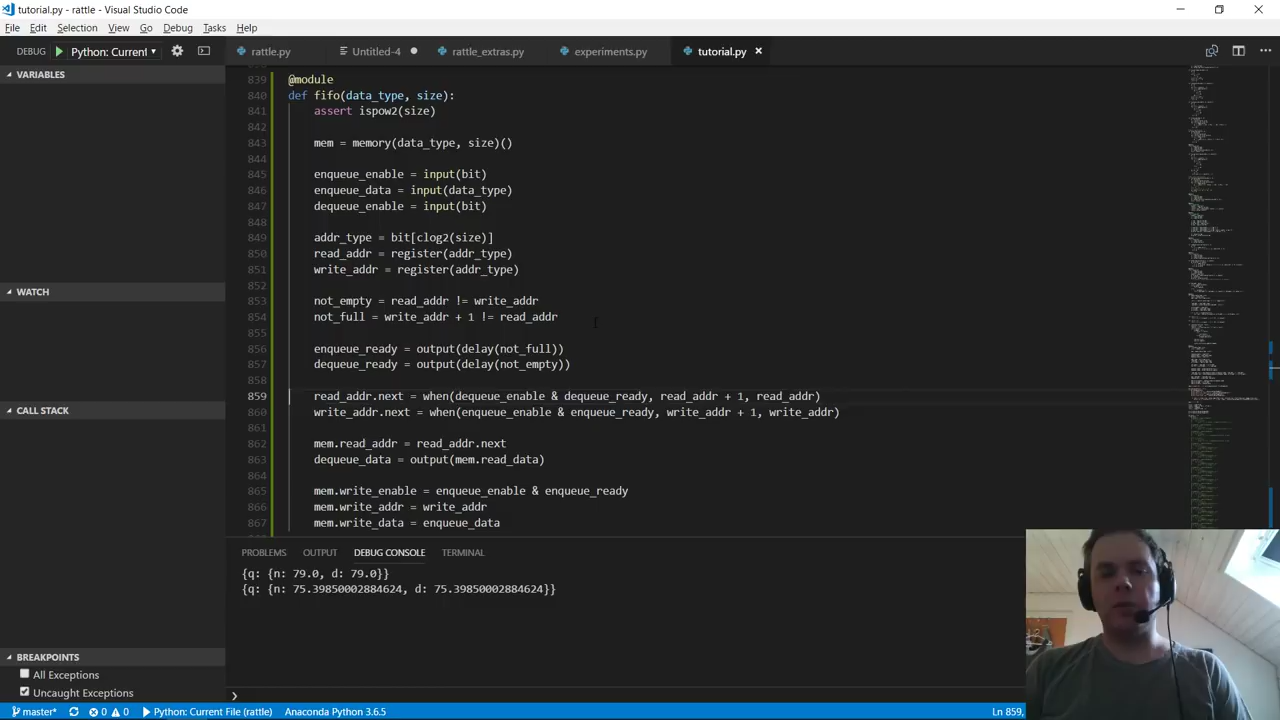 tutorial.py - rattle - Visual Studio Code
File Edit Selection View Go Debug Tasks Help
DEBUG Python: Current
rattle.py Untitled-4 rattle_extras.py experiments.py tutorial.py
VARIABLES
WATCH
CALL STACK
BREAKPOINTS
All Exceptions
Uncaught Exceptions
839 @module
840 def fifo(data_type, size):
841 assert ispow2(size)
842
843 mem = memory(data_type, size)()
844
845 enqueue_enable = input(bit)
846 enqueue_data = input(data_type)
847 dequeue_enable = input(bit)
848
849 addr_type = bit[clog2(size)]
850 read_addr = register(addr_type)
851 write_addr = register(addr_type)
852
853 not_empty = read_addr != write_addr
854 not_full = write_addr + 1 != read_addr
855
856 enqueue_ready = output(delay(not_full))
857 dequeue_ready = output(delay(not_empty))
858
859 read_addr.next = when(dequeue_enable & dequeue_ready, read_addr + 1, read_addr)
860 write_addr.next = when(enqueue_enable & enqueue_ready, write_addr + 1, write_addr)
861
862 mem.read_addr = read_addr.next
863 dequeue_data = output(mem.read_data)
864
865 mem.write_enable = enqueue_enable & enqueue_ready
866 mem.write_addr = write_addr
867 mem.write_data = enqueue_data
PROBLEMS OUTPUT DEBUG CONSOLE TERMINAL
{q: {n: 79.0, d: 79.0}}
{q: {n: 75.39850002884624, d: 75.39850002884624}}
master* 0 0 Python: Current File (rattle) Anaconda Python 3.6.5 Ln 859,